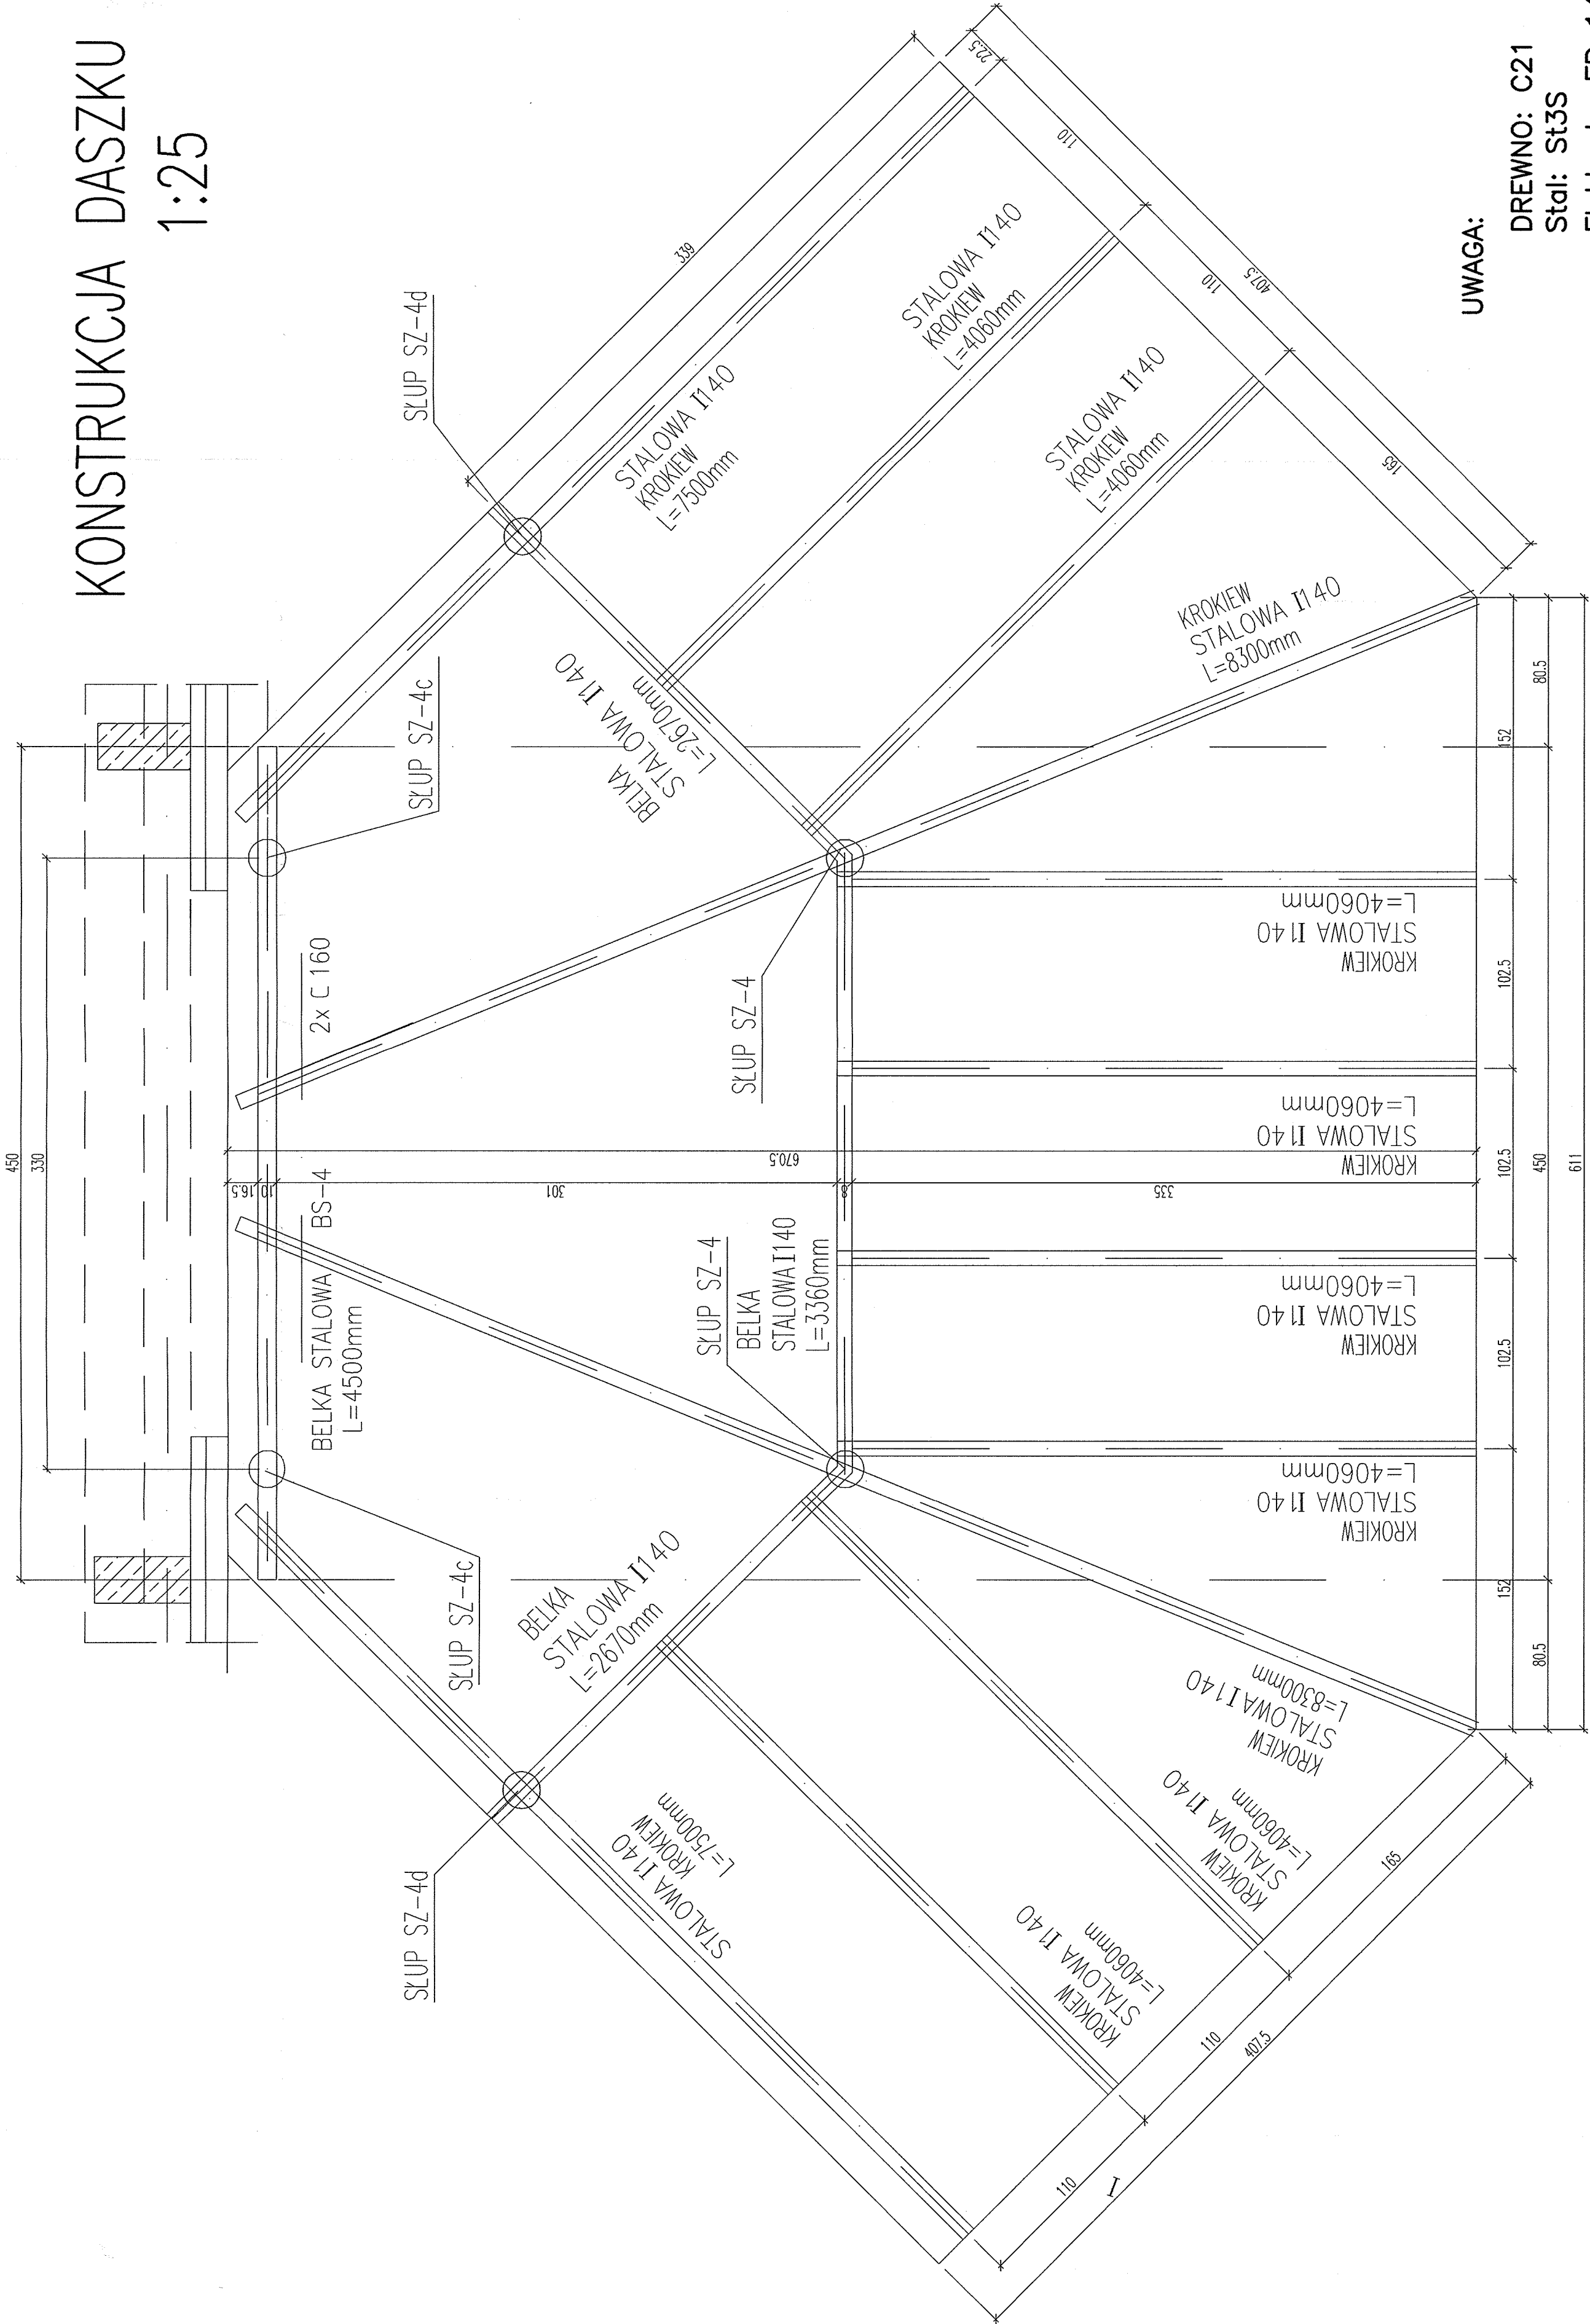 KONSTRUKCJA DASZKU
1:25
450
330
SŁUP SZ-4d
SŁUP SZ-4c
2x C 160
BELKA STALOWA BS-4
L=4500mm
SŁUP SZ-4c
SŁUP SZ-4d
16.5
10
301
8
335
670.5
339
STALOWA I140
KROKIEW
L=7500mm
STALOWA I140
KROKIEW
L=4060mm
STALOWA I140
KROKIEW
L=4060mm
KROKIEW
STALOWA I140
L=8300mm
BELKA
STALOWA I140
L=2670mm
SŁUP SZ-4
SŁUP SZ-4
BELKA
STALOWA I140
L=3360mm
BELKA
STALOWA I140
L=2670mm
STALOWA I140
KROKIEW
L=7500mm
KROKIEW
STALOWA I140
L=4060mm
KROKIEW
STALOWA I140
L=4060mm
KROKIEW
STALOWA I140
L=8300mm
KROKIEW
STALOWA I140
L=4060mm
KROKIEW
STALOWA I140
L=4060mm
KROKIEW
STALOWA I140
L=4060mm
KROKIEW
STALOWA I140
L=4060mm
22.5
110
110
165
407.5
165
110
110
407.5
I
152
102.5
102.5
102.5
152
80.5
450
80.5
611
UWAGA:
DREWNO: C21
Stal: St3S